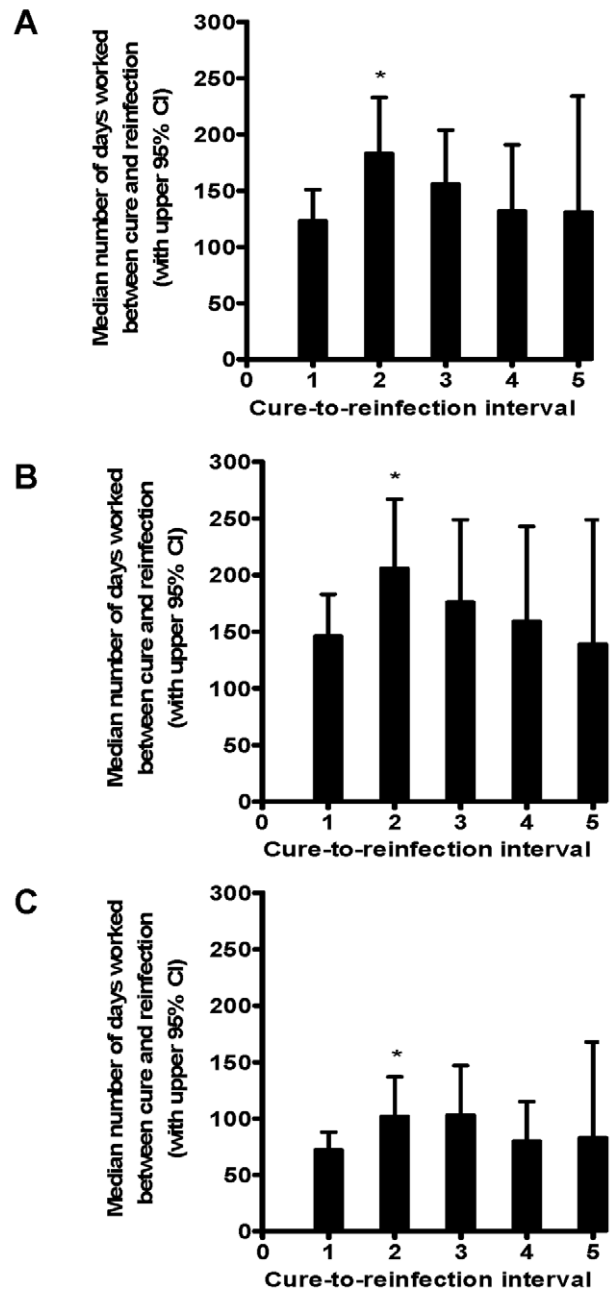 A
Median number of days worked
between cure and reinfection
(with upper 95% CI)
300
250
200
150
100
50
0
*
0 1 2 3 4 5
Cure-to-reinfection interval
B
Median number of days worked
between cure and reinfection
(with upper 95% CI)
300
250
200
150
100
50
0
*
0 1 2 3 4 5
Cure-to-reinfection interval
C
Median number of days worked
between cure and reinfection
(with upper 95% CI)
300
250
200
150
100
50
0
*
0 1 2 3 4 5
Cure-to-reinfection interval